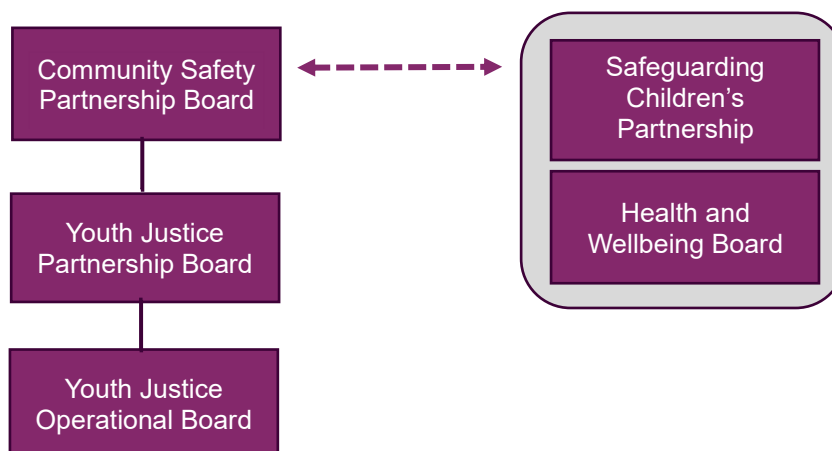 Community Safety
Partnership Board
Safeguarding
Children’s
Partnership
Health and
Wellbeing Board
Youth Justice
Partnership Board
Youth Justice
Operational Board